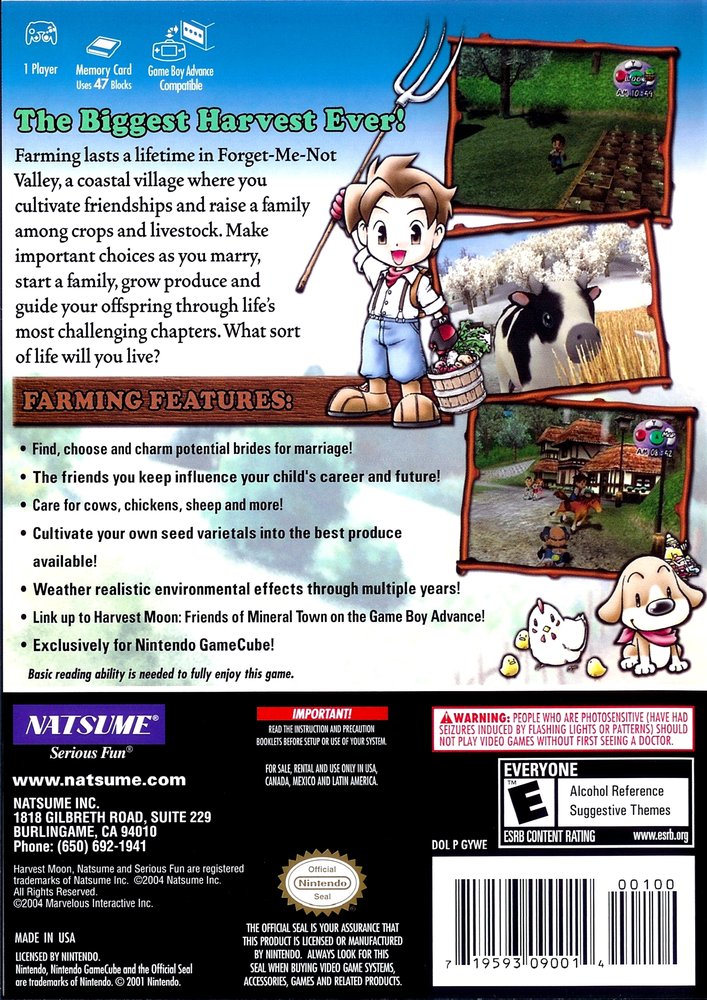 1 Player
Memory Card
Uses 47 Blocks
Game Boy Advance
Compatible
The Biggest Harvest Ever!
Farming lasts a lifetime in Forget-Me-Not
Valley, a coastal village where you
cultivate friendships and raise a family
among crops and livestock. Make
important choices as you marry,
start a family, grow produce and
guide your offspring through life's
most challenging chapters. What sort
of life will you live?
AM 10:44
FARMING FEATURES:
AM 08:42
• Find, choose and charm potential brides for marriage!
• The friends you keep influence your child's career and future!
• Care for cows, chickens, sheep and more!
• Cultivate your own seed varietals into the best produce
available!
• Weather realistic environmental effects through multiple years!
• Link up to Harvest Moon: Friends of Mineral Town on the Game Boy Advance!
• Exclusively for Nintendo GameCube!
Basic reading ability is needed to fully enjoy this game.
NATSUME®
Serious Fun®
www.natsume.com
NATSUME INC.
1818 GILBRETH ROAD, SUITE 229
BURLINGAME, CA 94010
Phone: (650) 692-1941
Harvest Moon, Natsume and Serious Fun are registered
trademarks of Natsume Inc. ©2004 Natsume Inc.
All Rights Reserved.
©2004 Marvelous Interactive Inc.
MADE IN USA
LICENSED BY NINTENDO.
Nintendo, Nintendo GameCube and the Official Seal
are trademarks of Nintendo. © 2001 Nintendo.
IMPORTANT!
READ THE INSTRUCTION AND PRECAUTION
BOOKLETS BEFORE SETUP OR USE OF YOUR SYSTEM.
FOR SALE, RENTAL AND USE ONLY IN USA,
CANADA, MEXICO AND LATIN AMERICA.
Official
Nintendo
Seal
THE OFFICIAL SEAL IS YOUR ASSURANCE THAT
THIS PRODUCT IS LICENSED OR MANUFACTURED
BY NINTENDO. ALWAYS LOOK FOR THIS
SEAL WHEN BUYING VIDEO GAME SYSTEMS,
ACCESSORIES, GAMES AND RELATED PRODUCTS.
WARNING: PEOPLE WHO ARE PHOTOSENSITIVE (HAVE HAD
SEIZURES INDUCED BY FLASHING LIGHTS OR PATTERNS) SHOULD
NOT PLAY VIDEO GAMES WITHOUT FIRST SEEING A DOCTOR.
EVERYONE
TM
E
Alcohol Reference
Suggestive Themes
ESRB CONTENT RATING www.esrb.org
DOL P GYWE
00100
7 19593 09001 4